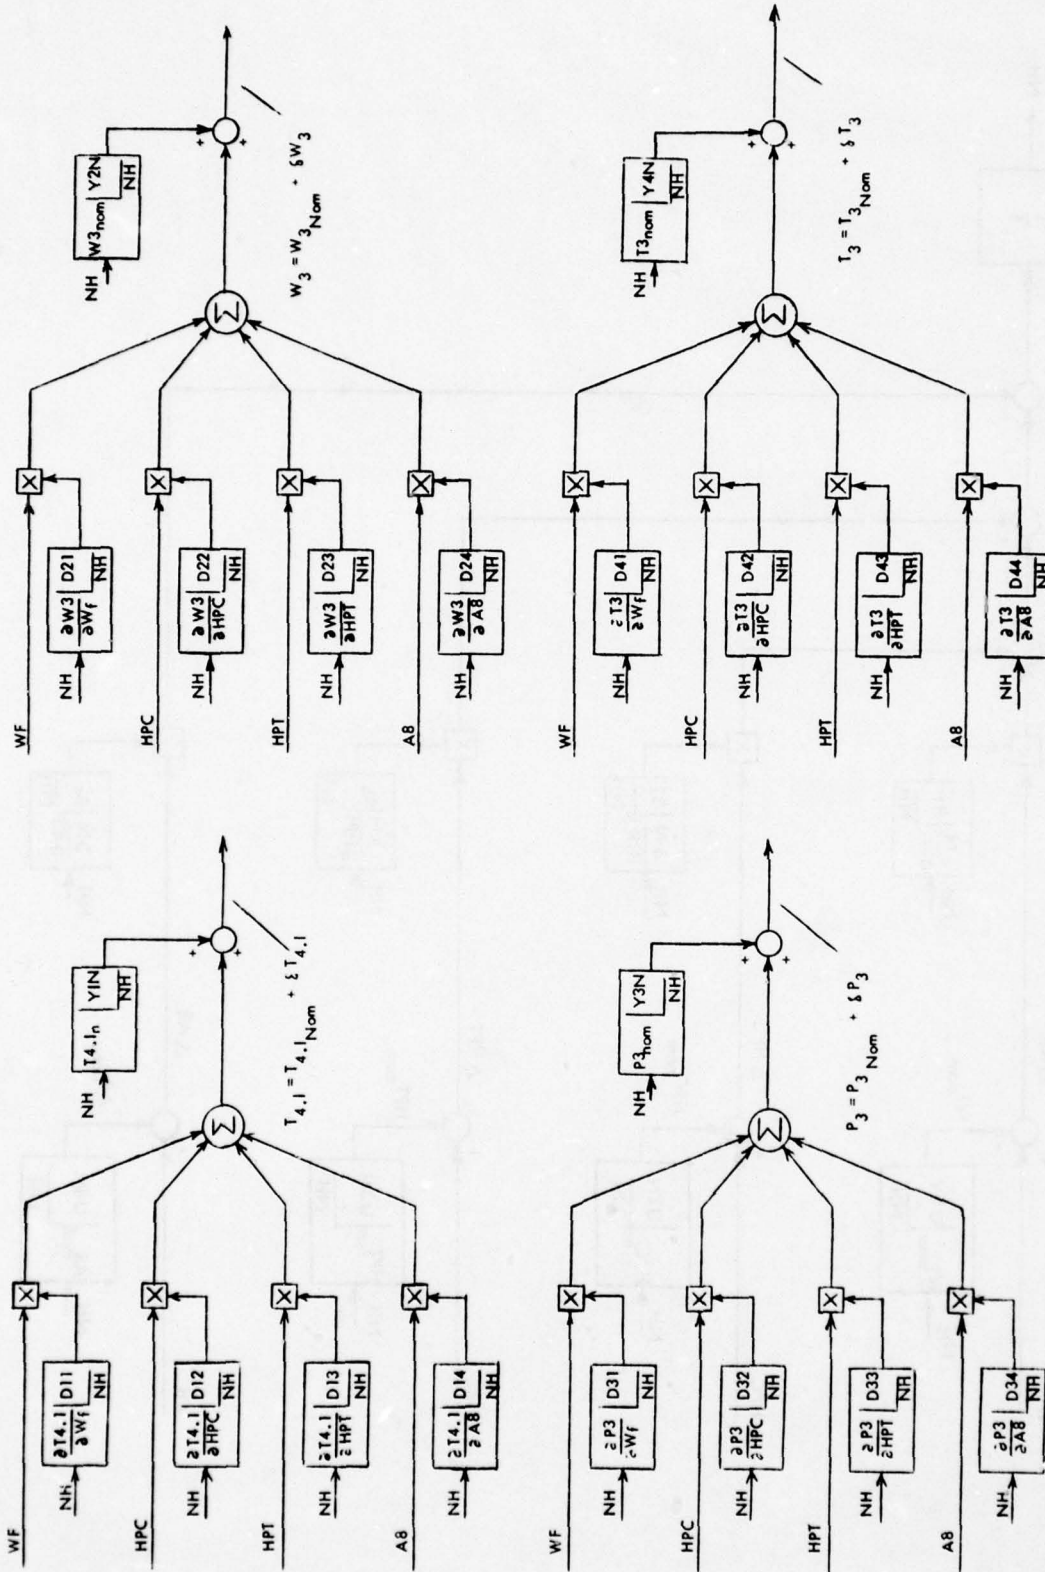 WF
NH
∂T4.1
∂Wf
D11
NH
HPC
NH
∂T4.1
∂HPC
D12
NH
HPT
NH
∂T4.1
∂HPT
D13
NH
A8
NH
∂T4.1
∂A8
D14
NH
Σ
NH
T4.1n
Y1N
NH
+
+
T4.1 = T4.1Nom + δT4.1
WF
NH
∂W3
∂Wf
D21
NH
HPC
NH
∂W3
∂HPC
D22
NH
HPT
NH
∂W3
∂HPT
D23
NH
A8
NH
∂W3
∂A8
D24
NH
Σ
NH
W3nom
Y2N
NH
+
+
W3 = W3Nom + δW3
WF
NH
∂P3
∂Wf
D31
NH
HPC
NH
∂P3
∂HPC
D32
NH
HPT
NH
∂P3
∂HPT
D33
NH
A8
NH
∂P3
∂A8
D34
NH
Σ
NH
P3nom
Y3N
NH
+
+
P3 = P3Nom + δP3
WF
NH
∂T3
∂Wf
D41
NH
HPC
NH
∂T3
∂HPC
D42
NH
HPT
NH
∂T3
∂HPT
D43
NH
A8
NH
∂T3
∂A8
D44
NH
Σ
NH
T3nom
Y4N
NH
+
+
T3 = T3Nom + δT3